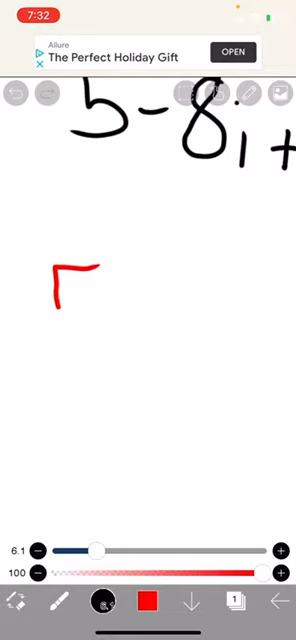 7:32
Allure
The Perfect Holiday Gift
OPEN
5 - 8i +
6.1
100
1